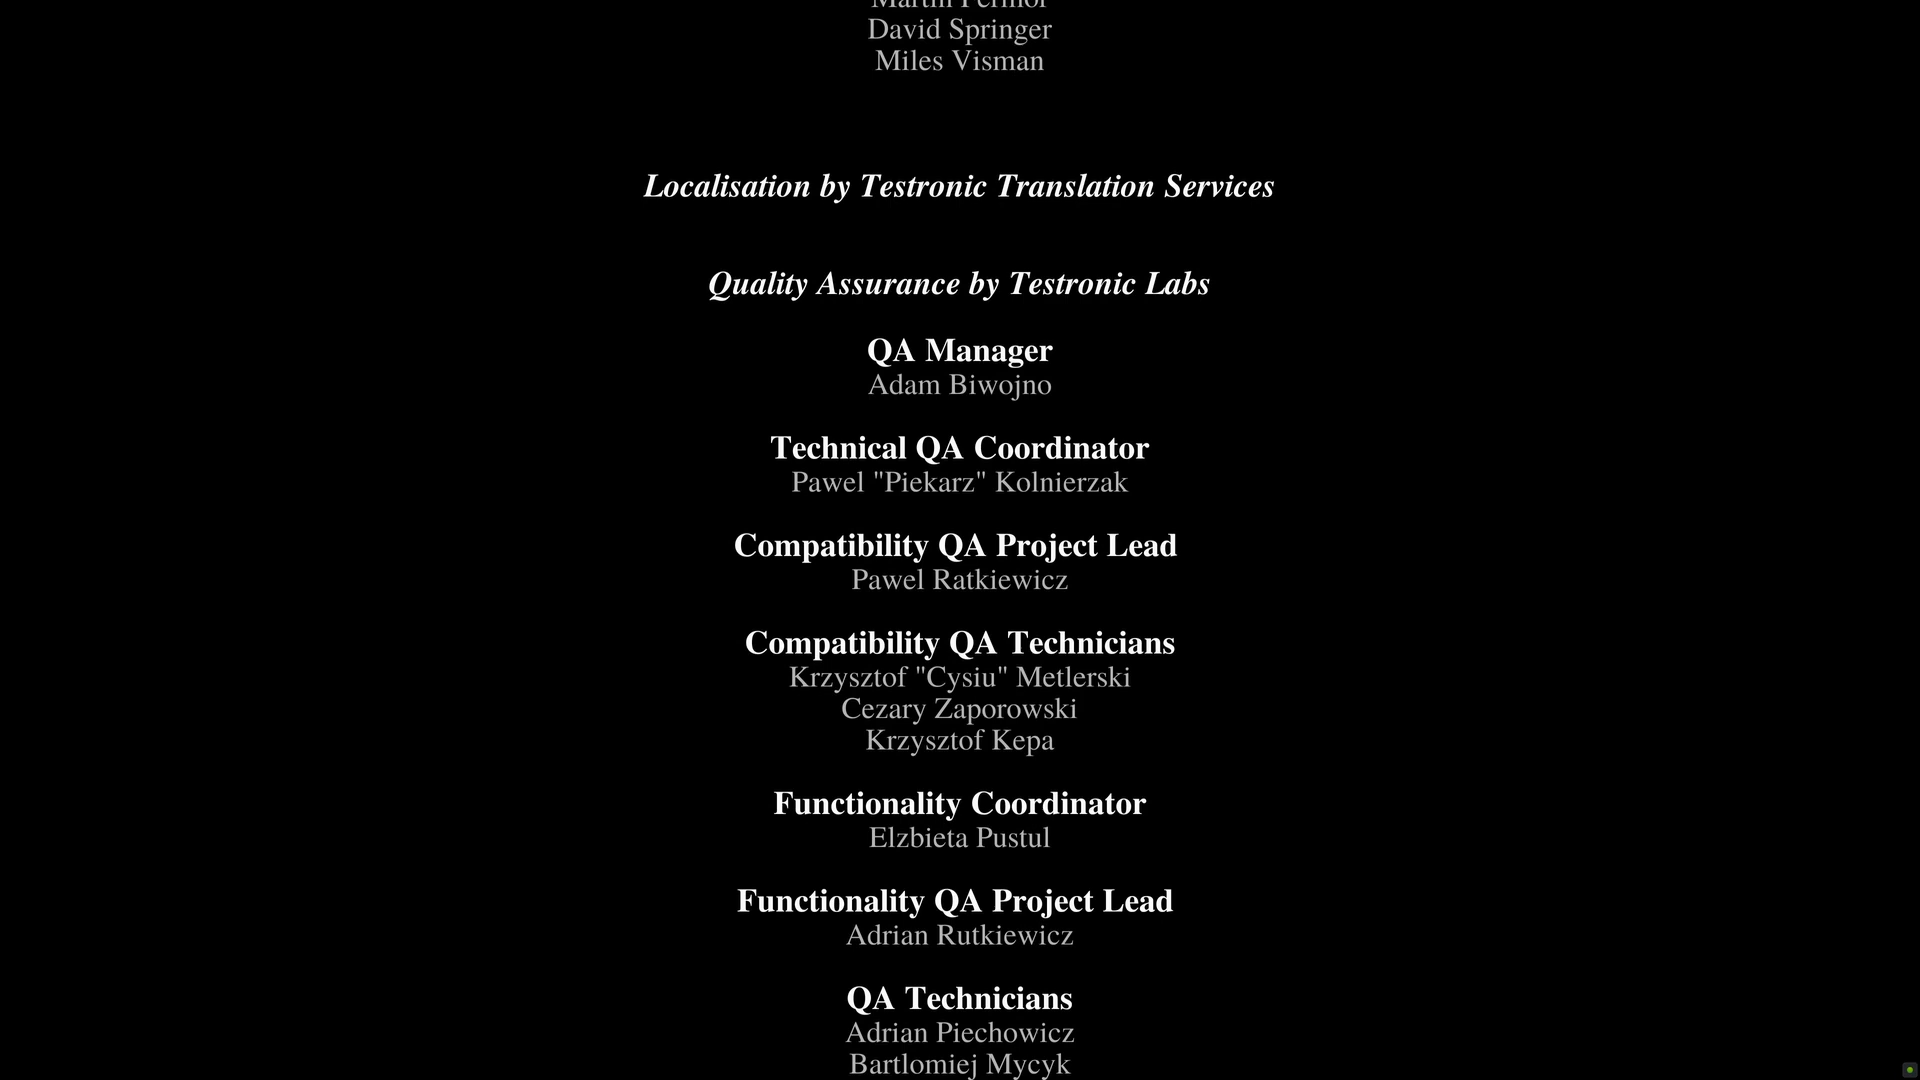 Martin Fermor
David Springer
Miles Visman
Localisation by Testronic Translation Services
Quality Assurance by Testronic Labs
QA Manager
Adam Biwojno
Technical QA Coordinator
Pawel "Piekarz" Kolnierzak
Compatibility QA Project Lead
Pawel Ratkiewicz
Compatibility QA Technicians
Krzysztof "Cysiu" Metlerski
Cezary Zaporowski
Krzysztof Kepa
Functionality Coordinator
Elzbieta Pustul
Functionality QA Project Lead
Adrian Rutkiewicz
QA Technicians
Adrian Piechowicz
Bartlomiej Mycyk